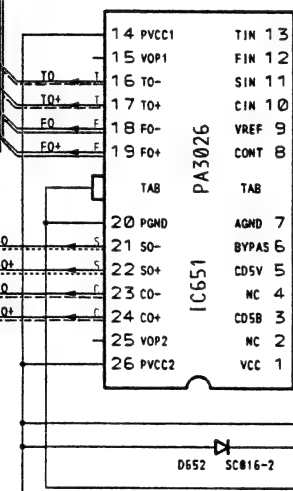 14 PVCC1 TIN 13
15 VOP1 FIN 12
TO T 16 TO- SIN 11
TO+ T 17 TO+ CIN 10
FO F 18 FO- VREF 9
FO+ F 19 FO+ CONT 8
PA3026
TAB TAB
20 PGND AGND 7
O S 21 SO- BYPAS 6
O+ S 22 SO+ CD5V 5
IC651
O C 23 CO- NC 4
O+ C 24 CO+ CD5B 3
25 VOP2 NC 2
26 PVCC2 VCC 1
D652 SC016-2